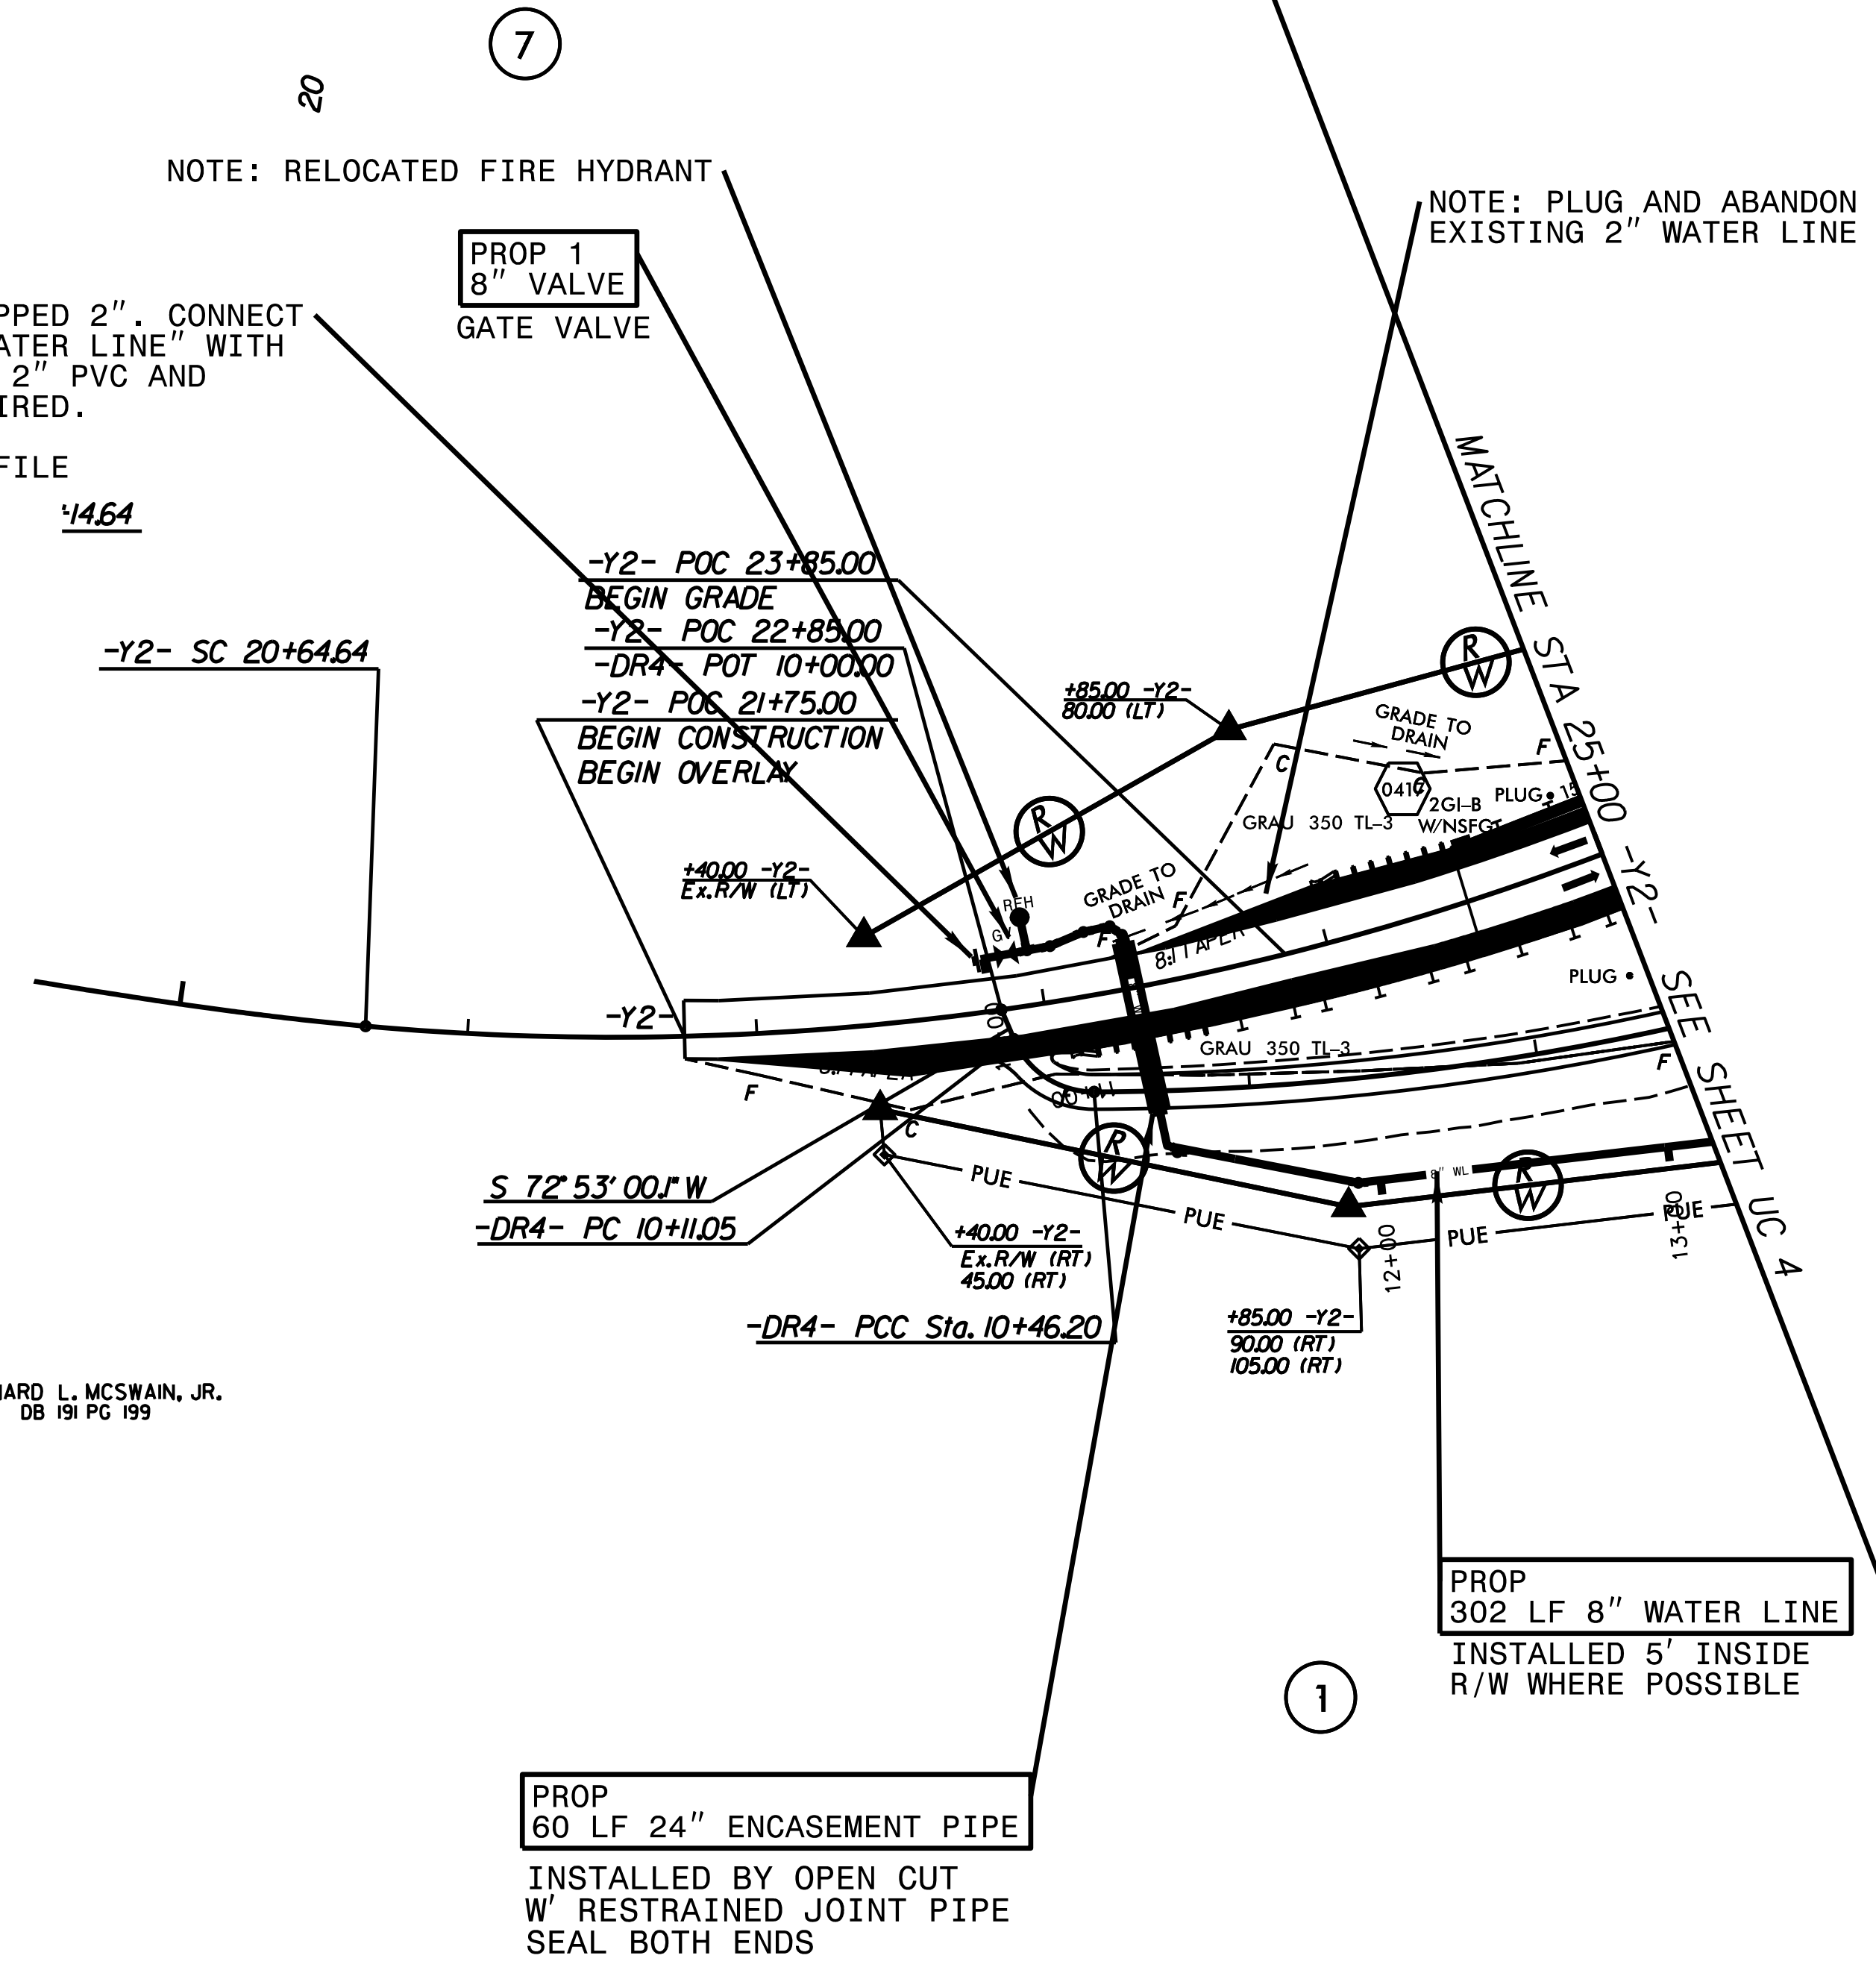 7
20
NOTE: RELOCATED FIRE HYDRANT
NOTE: PLUG AND ABANDON
EXISTING 2" WATER LINE
PROP 1
8" VALVE
GATE VALVE
PPED 2". CONNECT
ATER LINE" WITH
2" PVC AND
IRED.
FILE
14.64
-Y2- POC 23+85.00
BEGIN GRADE
-Y2- POC 22+85.00
-DR4- POT 10+00.00
-Y2- POC 21+75.00
BEGIN CONSTRUCTION
BEGIN OVERLAY
-Y2- SC 20+64.64
MATCHLINE STA 25+00 -Y2- SEE SHEET UC 4
R/W
+85.00 -Y2-
80.00 (LT)
GRADE TO
DRAIN
F
C
0417
2GI-B
W/NSFG
PLUG
15
GRAU 350 TL-3
R/W
+40.00 -Y2-
Ex.R/W (LT)
GRADE TO
DRAIN
RFH
GV
F
F
8:1 TAPER
PLUG
-Y2-
GRAU 350 TL-3
F
F
C
R/W
S 72°53'00.1" W
-DR4- PC 10+11.05
PUE
8" WL
R/W
PUE
PUE
PUE
+40.00 -Y2-
Ex.R/W (RT)
45.00 (RT)
12+00
13+00
-DR4- PCC Sta. 10+46.20
+85.00 -Y2-
90.00 (RT)
105.00 (RT)
ARD L. MCSWAIN, JR.
DB 191 PG 199
PROP
302 LF 8" WATER LINE
INSTALLED 5' INSIDE
R/W WHERE POSSIBLE
1
PROP
60 LF 24" ENCASEMENT PIPE
INSTALLED BY OPEN CUT
W' RESTRAINED JOINT PIPE
SEAL BOTH ENDS